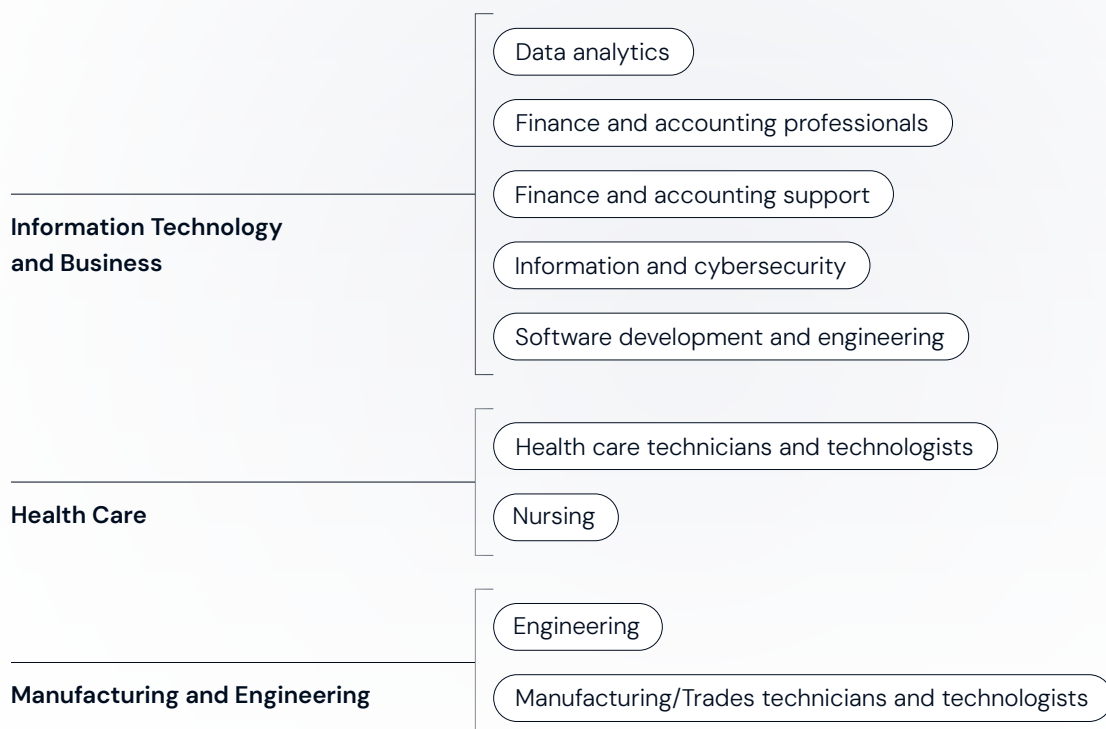 Information Technology
and Business
Data analytics
Finance and accounting professionals
Finance and accounting support
Information and cybersecurity
Software development and engineering
Health Care
Health care technicians and technologists
Nursing
Manufacturing and Engineering
Engineering
Manufacturing/Trades technicians and technologists